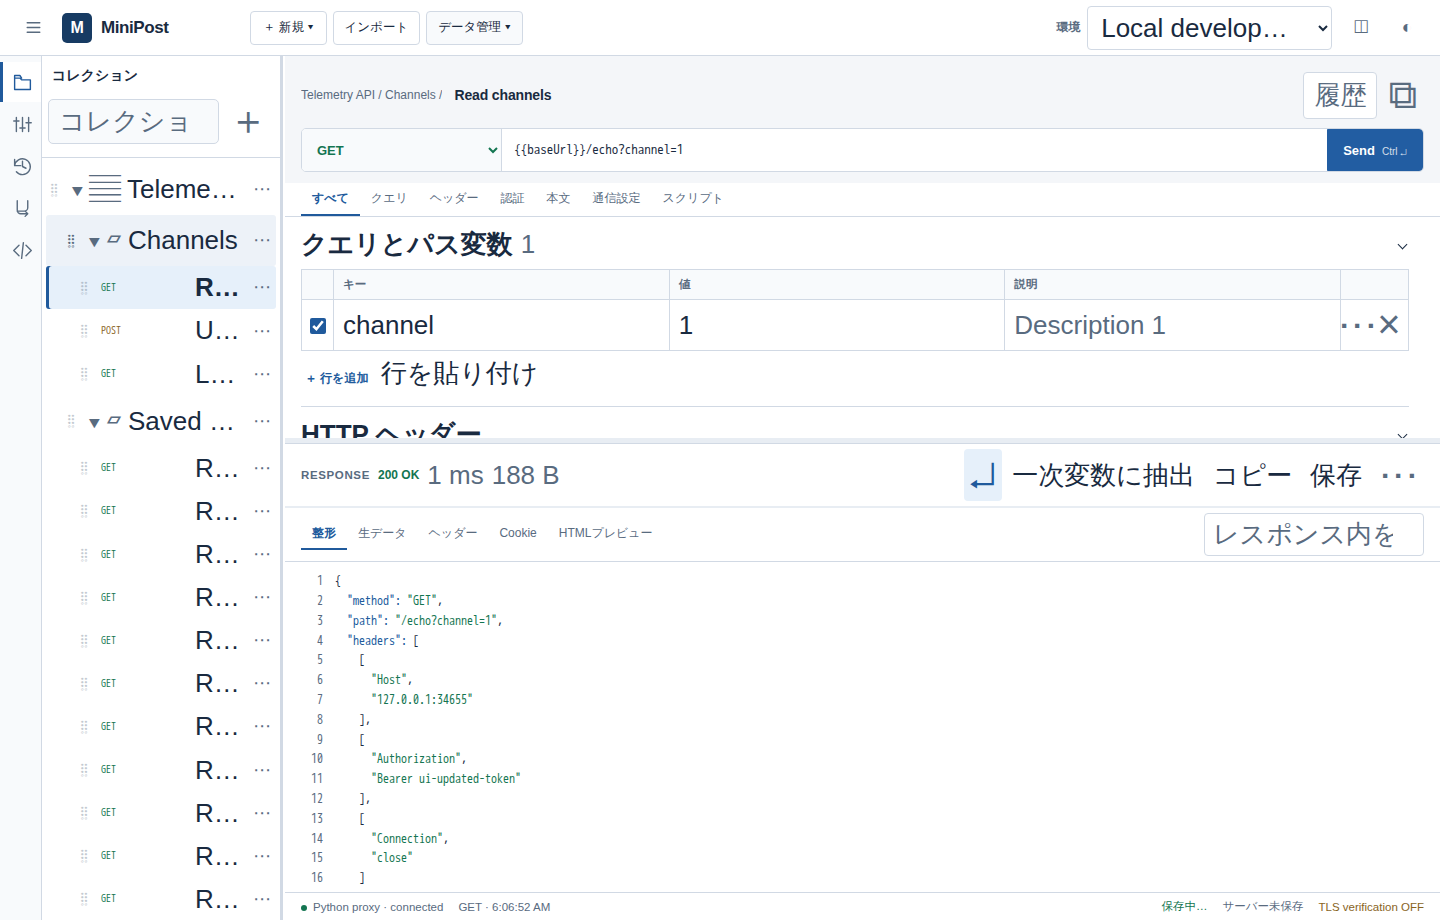 M MiniPost ＋ 新規 ▾ インポート データ管理 ▾ 環境 Local develop…
コレクション
コレクショ ＋
Teleme… ···
Channels ···
GET R… ···
POST U… ···
GET L… ···
Saved … ···
GET R… ···
GET R… ···
GET R… ···
GET R… ···
GET R… ···
GET R… ···
GET R… ···
GET R… ···
GET R… ···
GET R… ···
GET R… ···
Telemetry API / Channels / Read channels 履歴
GET {{baseUrl}}/echo?channel=1 Send Ctrl ↵
すべて クエリ ヘッダー 認証 本文 通信設定 スクリプト
クエリとパス変数 1
キー 値 説明
channel 1 Description 1 ··· ×
＋ 行を追加 行を貼り付け
HTTP ヘッダー
RESPONSE 200 OK 1 ms 188 B 一次変数に抽出 コピー 保存 ···
整形 生データ ヘッダー Cookie HTMLプレビュー レスポンス内を
1 {
2 "method": "GET",
3 "path": "/echo?channel=1",
4 "headers": [
5 [
6 "Host",
7 "127.0.0.1:34655"
8 ],
9 [
10 "Authorization",
11 "Bearer ui-updated-token"
12 ],
13 [
14 "Connection",
15 "close"
16 ]
Python proxy · connected GET · 6:06:52 AM 保存中… サーバー未保存 TLS verification OFF